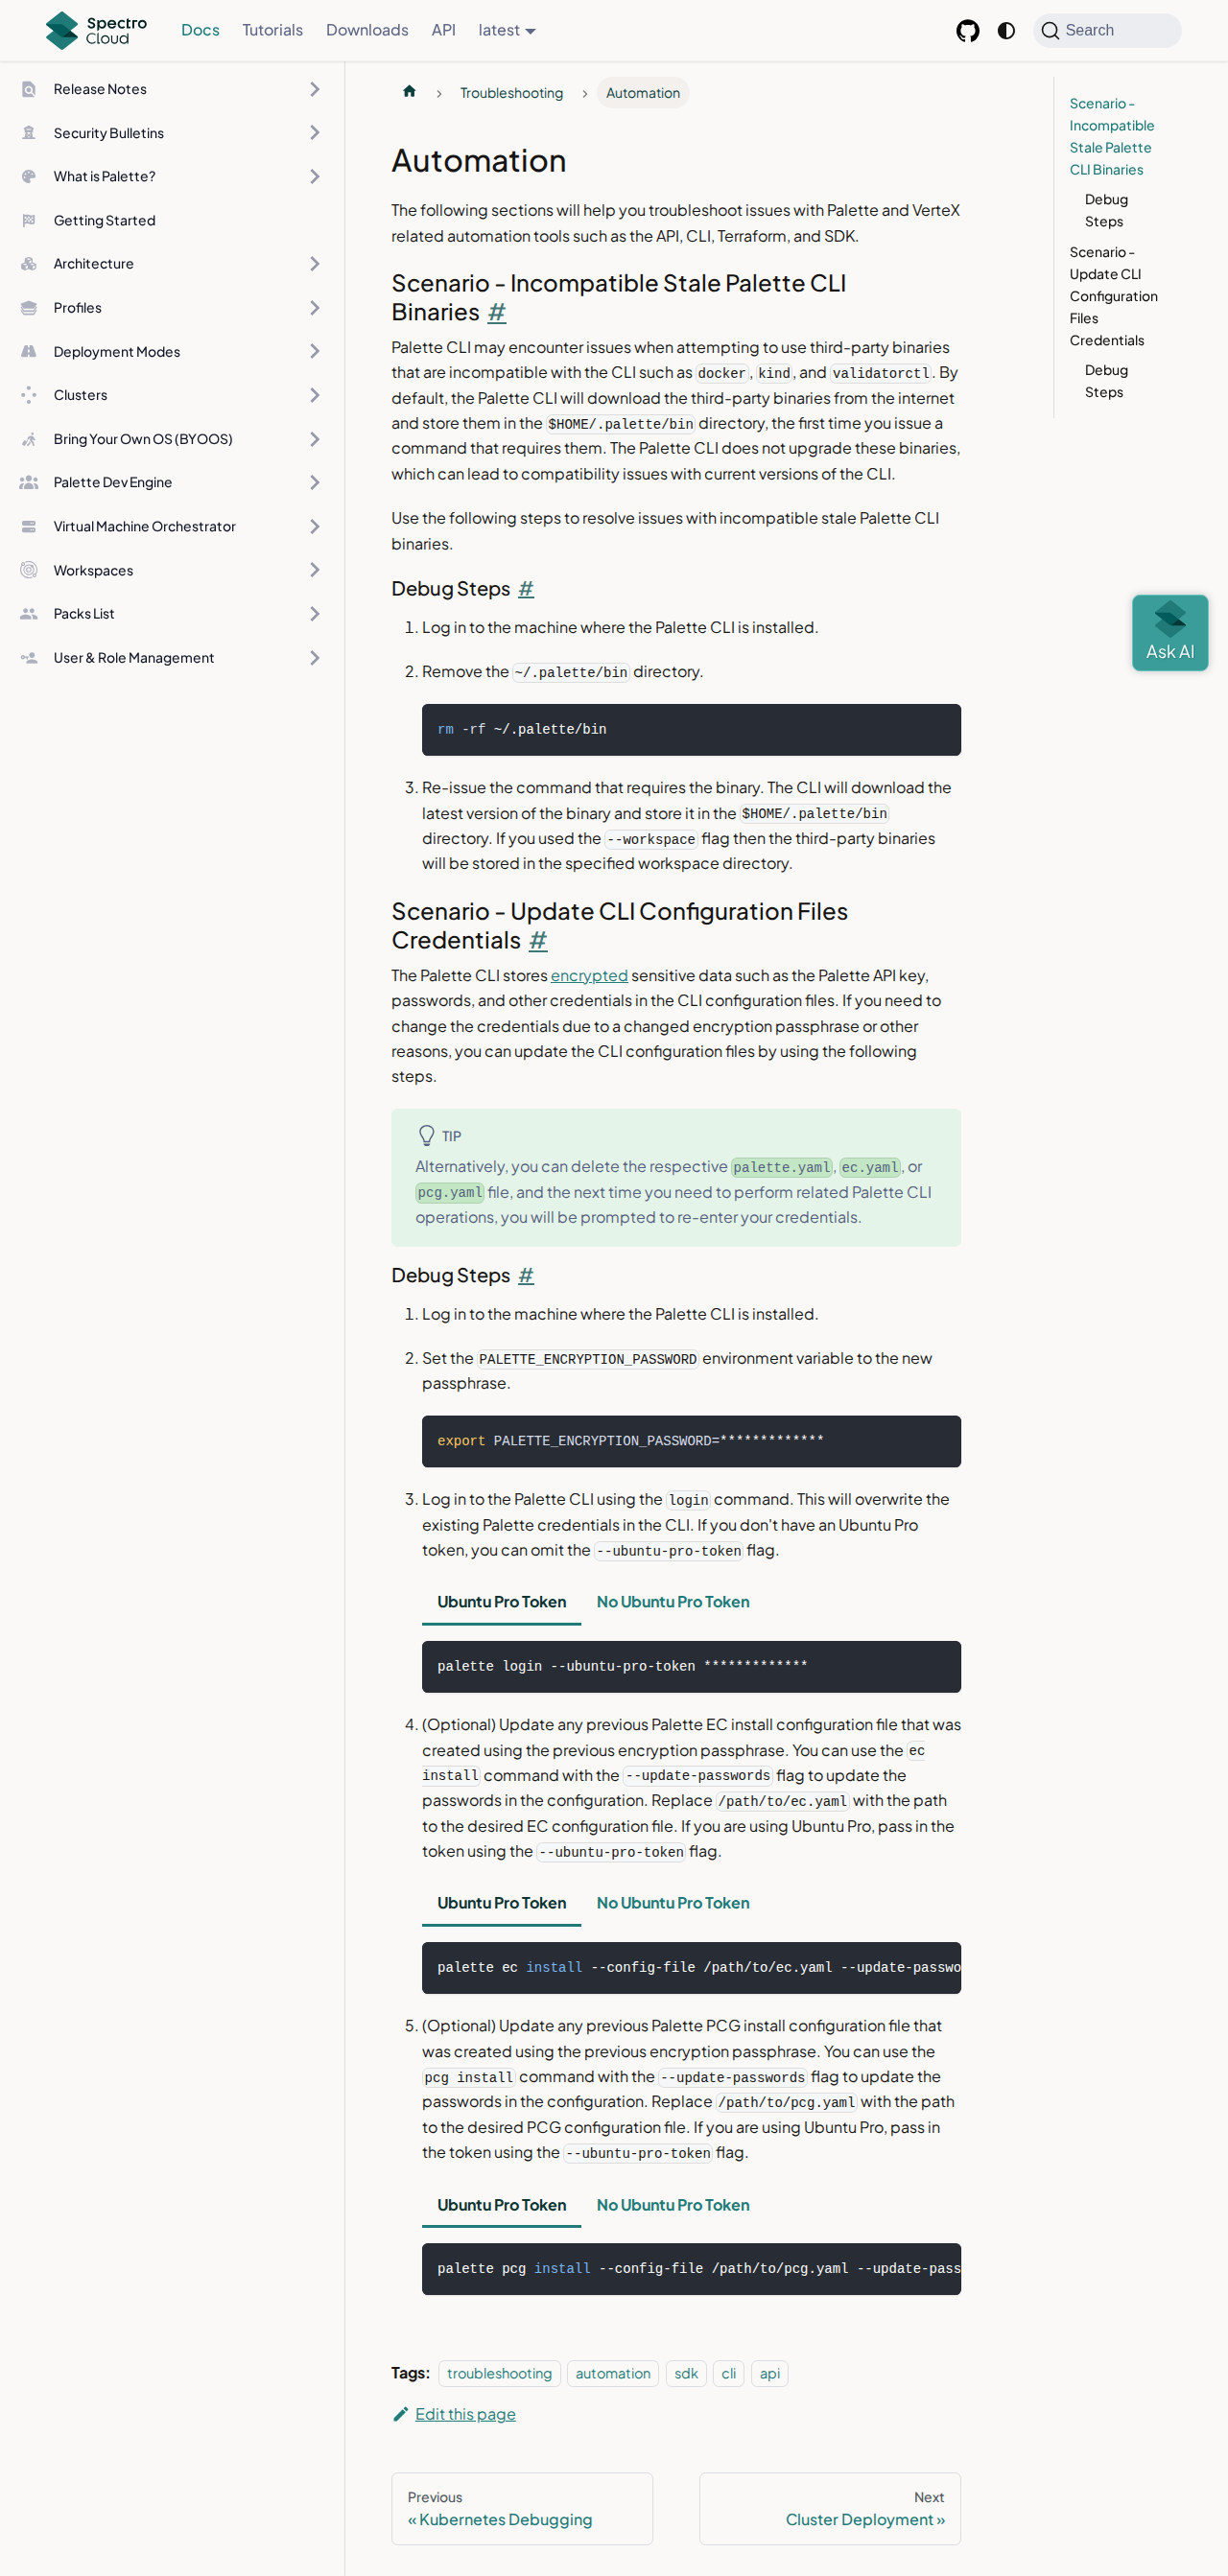 Spectro
Cloud
Docs
Tutorials
Downloads
API
latest
Search
Release Notes
Security Bulletins
What is Palette?
Getting Started
Architecture
Profiles
Deployment Modes
Clusters
Bring Your Own OS (BYOOS)
Palette Dev Engine
Virtual Machine Orchestrator
Workspaces
Packs List
User & Role Management
Troubleshooting
Automation
Automation
The following sections will help you troubleshoot issues with Palette and VerteX
related automation tools such as the API, CLI, Terraform, and SDK.
Scenario - Incompatible Stale Palette CLI
Binaries #
Palette CLI may encounter issues when attempting to use third-party binaries
that are incompatible with the CLI such as docker, kind, and validatorctl. By
default, the Palette CLI will download the third-party binaries from the internet
and store them in the $HOME/.palette/bin directory, the first time you issue a
command that requires them. The Palette CLI does not upgrade these binaries,
which can lead to compatibility issues with current versions of the CLI.
Use the following steps to resolve issues with incompatible stale Palette CLI
binaries.
Debug Steps #
1. Log in to the machine where the Palette CLI is installed.
2. Remove the ~/.palette/bin directory.
rm -rf ~/.palette/bin
3. Re-issue the command that requires the binary. The CLI will download the
latest version of the binary and store it in the $HOME/.palette/bin
directory. If you used the --workspace flag then the third-party binaries
will be stored in the specified workspace directory.
Scenario - Update CLI Configuration Files
Credentials #
The Palette CLI stores encrypted sensitive data such as the Palette API key,
passwords, and other credentials in the CLI configuration files. If you need to
change the credentials due to a changed encryption passphrase or other
reasons, you can update the CLI configuration files by using the following
steps.
TIP
Alternatively, you can delete the respective palette.yaml, ec.yaml, or
pcg.yaml file, and the next time you need to perform related Palette CLI
operations, you will be prompted to re-enter your credentials.
Debug Steps #
1. Log in to the machine where the Palette CLI is installed.
2. Set the PALETTE_ENCRYPTION_PASSWORD environment variable to the new
passphrase.
export PALETTE_ENCRYPTION_PASSWORD=*************
3. Log in to the Palette CLI using the login command. This will overwrite the
existing Palette credentials in the CLI. If you don't have an Ubuntu Pro
token, you can omit the --ubuntu-pro-token flag.
Ubuntu Pro Token
No Ubuntu Pro Token
palette login --ubuntu-pro-token *************
4. (Optional) Update any previous Palette EC install configuration file that was
created using the previous encryption passphrase. You can use the ec
install command with the --update-passwords flag to update the
passwords in the configuration. Replace /path/to/ec.yaml with the path
to the desired EC configuration file. If you are using Ubuntu Pro, pass in the
token using the --ubuntu-pro-token flag.
Ubuntu Pro Token
No Ubuntu Pro Token
palette ec install --config-file /path/to/ec.yaml --update-passwo
5. (Optional) Update any previous Palette PCG install configuration file that
was created using the previous encryption passphrase. You can use the
pcg install command with the --update-passwords flag to update the
passwords in the configuration. Replace /path/to/pcg.yaml with the path
to the desired PCG configuration file. If you are using Ubuntu Pro, pass in
the token using the --ubuntu-pro-token flag.
Ubuntu Pro Token
No Ubuntu Pro Token
palette pcg install --config-file /path/to/pcg.yaml --update-pass
Tags: troubleshooting automation sdk cli api
Edit this page
Previous
« Kubernetes Debugging
Next
Cluster Deployment »
Scenario -
Incompatible
Stale Palette
CLI Binaries
Debug
Steps
Scenario -
Update CLI
Configuration
Files
Credentials
Debug
Steps
Ask AI